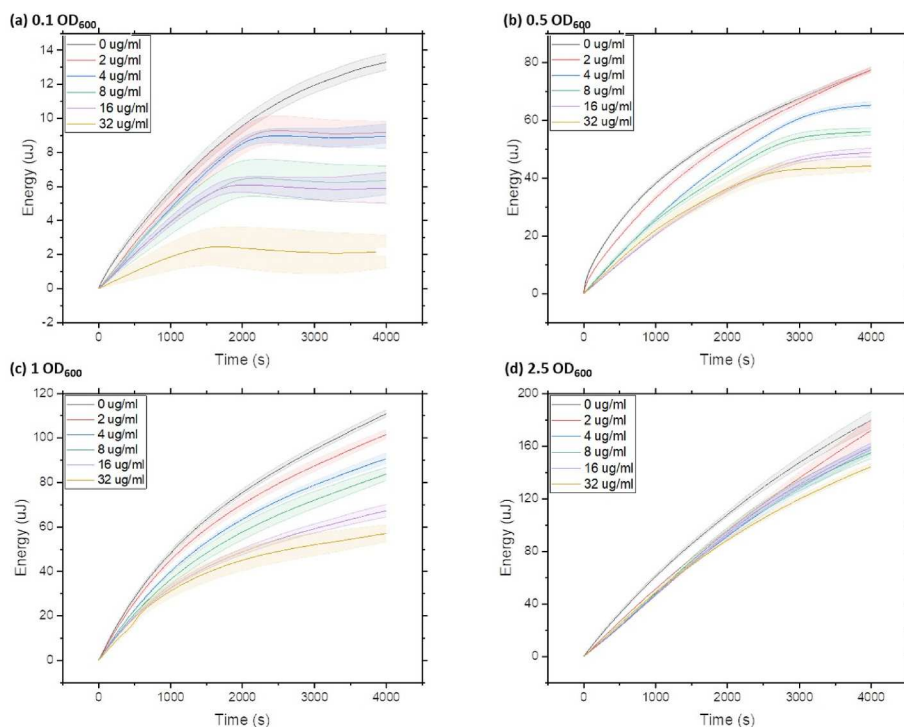 (a) 0.1 OD600
0 ug/ml
2 ug/ml
4 ug/ml
8 ug/ml
16 ug/ml
32 ug/ml
14
12
10
8
6
4
2
0
-2
Energy (uJ)
0 1000 2000 3000 4000
Time (s)
(b) 0.5 OD600
0 ug/ml
2 ug/ml
4 ug/ml
8 ug/ml
16 ug/ml
32 ug/ml
80
60
40
20
0
Energy (uJ)
0 1000 2000 3000 4000
Time (s)
(c) 1 OD600
0 ug/ml
2 ug/ml
4 ug/ml
8 ug/ml
16 ug/ml
32 ug/ml
120
100
80
60
40
20
0
Energy (uJ)
0 1000 2000 3000 4000
Time (s)
(d) 2.5 OD600
0 ug/ml
2 ug/ml
4 ug/ml
8 ug/ml
16 ug/ml
32 ug/ml
200
160
120
80
40
0
Energy (uJ)
0 1000 2000 3000 4000
Time (s)